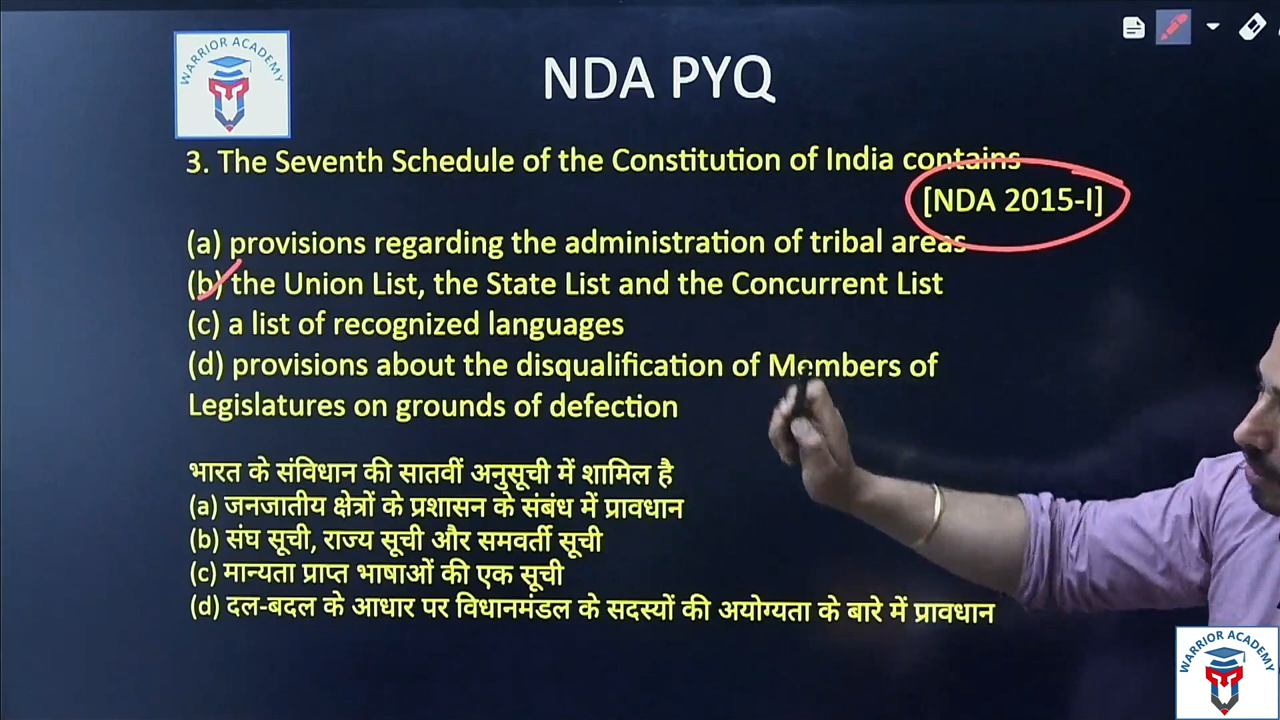 WARRIOR ACADEMY
NDA PYQ
3. The Seventh Schedule of the Constitution of India contains
[NDA 2015-I]
(a) provisions regarding the administration of tribal areas
(b) the Union List, the State List and the Concurrent List
(c) a list of recognized languages
(d) provisions about the disqualification of Members of
Legislatures on grounds of defection
भारत के संविधान की सातवीं अनुसूची में शामिल है
(a) जनजातीय क्षेत्रों के प्रशासन के संबंध में प्रावधान
(b) संघ सूची, राज्य सूची और समवर्ती सूची
(c) मान्यता प्राप्त भाषाओं की एक सूची
(d) दल-बदल के आधार पर विधानमंडल के सदस्यों की अयोग्यता के बारे में प्रावधान
WARRIOR ACADEMY